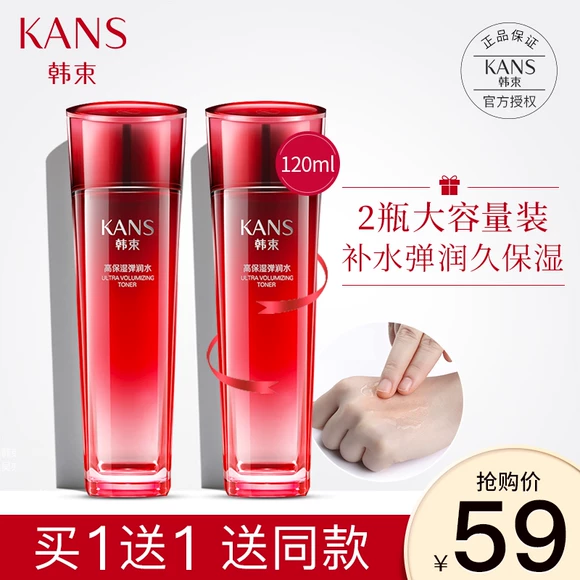 KANS
韩束
正品保证
KANS
韩束
官方授权
120ml
2瓶大容量装
补水弹润久保湿
KANS
韩束
高保湿弹润水
ULTRA VOLUMIZING
TONER
KANS
韩束
高保湿弹润水
ULTRA VOLUMIZING
TONER
买1送1 送同款
抢购价
¥59